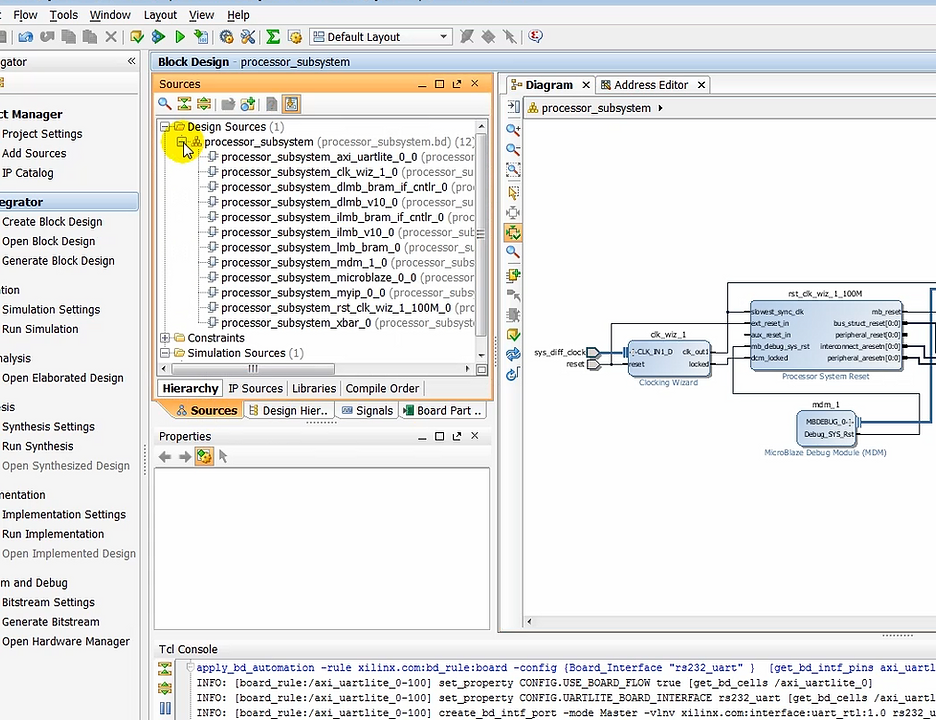 Flow Tools Window Layout View Help
Default Layout
gator
Block Design - processor_subsystem
ct Manager
Project Settings
Add Sources
IP Catalog
egrator
Create Block Design
Open Block Design
Generate Block Design
ation
Simulation Settings
Run Simulation
nalysis
Open Elaborated Design
esis
Synthesis Settings
Run Synthesis
Open Synthesized Design
mentation
Implementation Settings
Run Implementation
Open Implemented Design
m and Debug
Bitstream Settings
Generate Bitstream
Open Hardware Manager
Sources
Design Sources (1)
processor_subsystem (processor_subsystem.bd) (12)
processor_subsystem_axi_uartlite_0_0 (processor
processor_subsystem_clk_wiz_1_0 (processor_su
processor_subsystem_dlmb_bram_if_cntlr_0 (pro
processor_subsystem_dlmb_v10_0 (processor_su
processor_subsystem_ilmb_bram_if_cntlr_0 (proc
processor_subsystem_ilmb_v10_0 (processor_sub
processor_subsystem_lmb_bram_0 (processor_su
processor_subsystem_mdm_1_0 (processor_subs
processor_subsystem_microblaze_0_0 (processor
processor_subsystem_myip_0_0 (processor_subs
processor_subsystem_rst_clk_wiz_1_100M_0 (prc
processor_subsystem_xbar_0 (processor_subsyst
Constraints
Simulation Sources (1)
Hierarchy IP Sources Libraries Compile Order
Sources Design Hier.. Signals Board Part ..
Properties
Diagram Address Editor
processor_subsystem
sys_diff_clock
reset
clk_wiz_1
CLK_IN1_D clk_out1
reset locked
Clocking Wizard
rst_clk_wiz_1_100M
slowest_sync_clk mb_reset
ext_reset_in bus_struct_reset[0:0]
aux_reset_in peripheral_reset[0:0]
mb_debug_sys_rst interconnect_aresetn[0:0]
dcm_locked peripheral_aresetn[0:0]
Processor System Reset
mdm_1
MBDEBUG_0
Debug_SYS_Rst
MicroBlaze Debug Module (MDM)
Tcl Console
apply_bd_automation -rule xilinx.com:bd_rule:board -config {Board_Interface "rs232_uart" } [get_bd_intf_pins axi_uartl
INFO: [board_rule:/axi_uartlite_0-100] set_property CONFIG.USE_BOARD_FLOW true [get_bd_cells /axi_uartlite_0]
INFO: [board_rule:/axi_uartlite_0-100] set_property CONFIG.UARTLITE_BOARD_INTERFACE rs232_uart [get_bd_cells /axi_uartl
INFO: [board_rule:/axi_uartlite_0-100] create_bd_intf_port -mode Master -vlnv xilinx.com:interface:uart_rtl:1.0 rs232_u